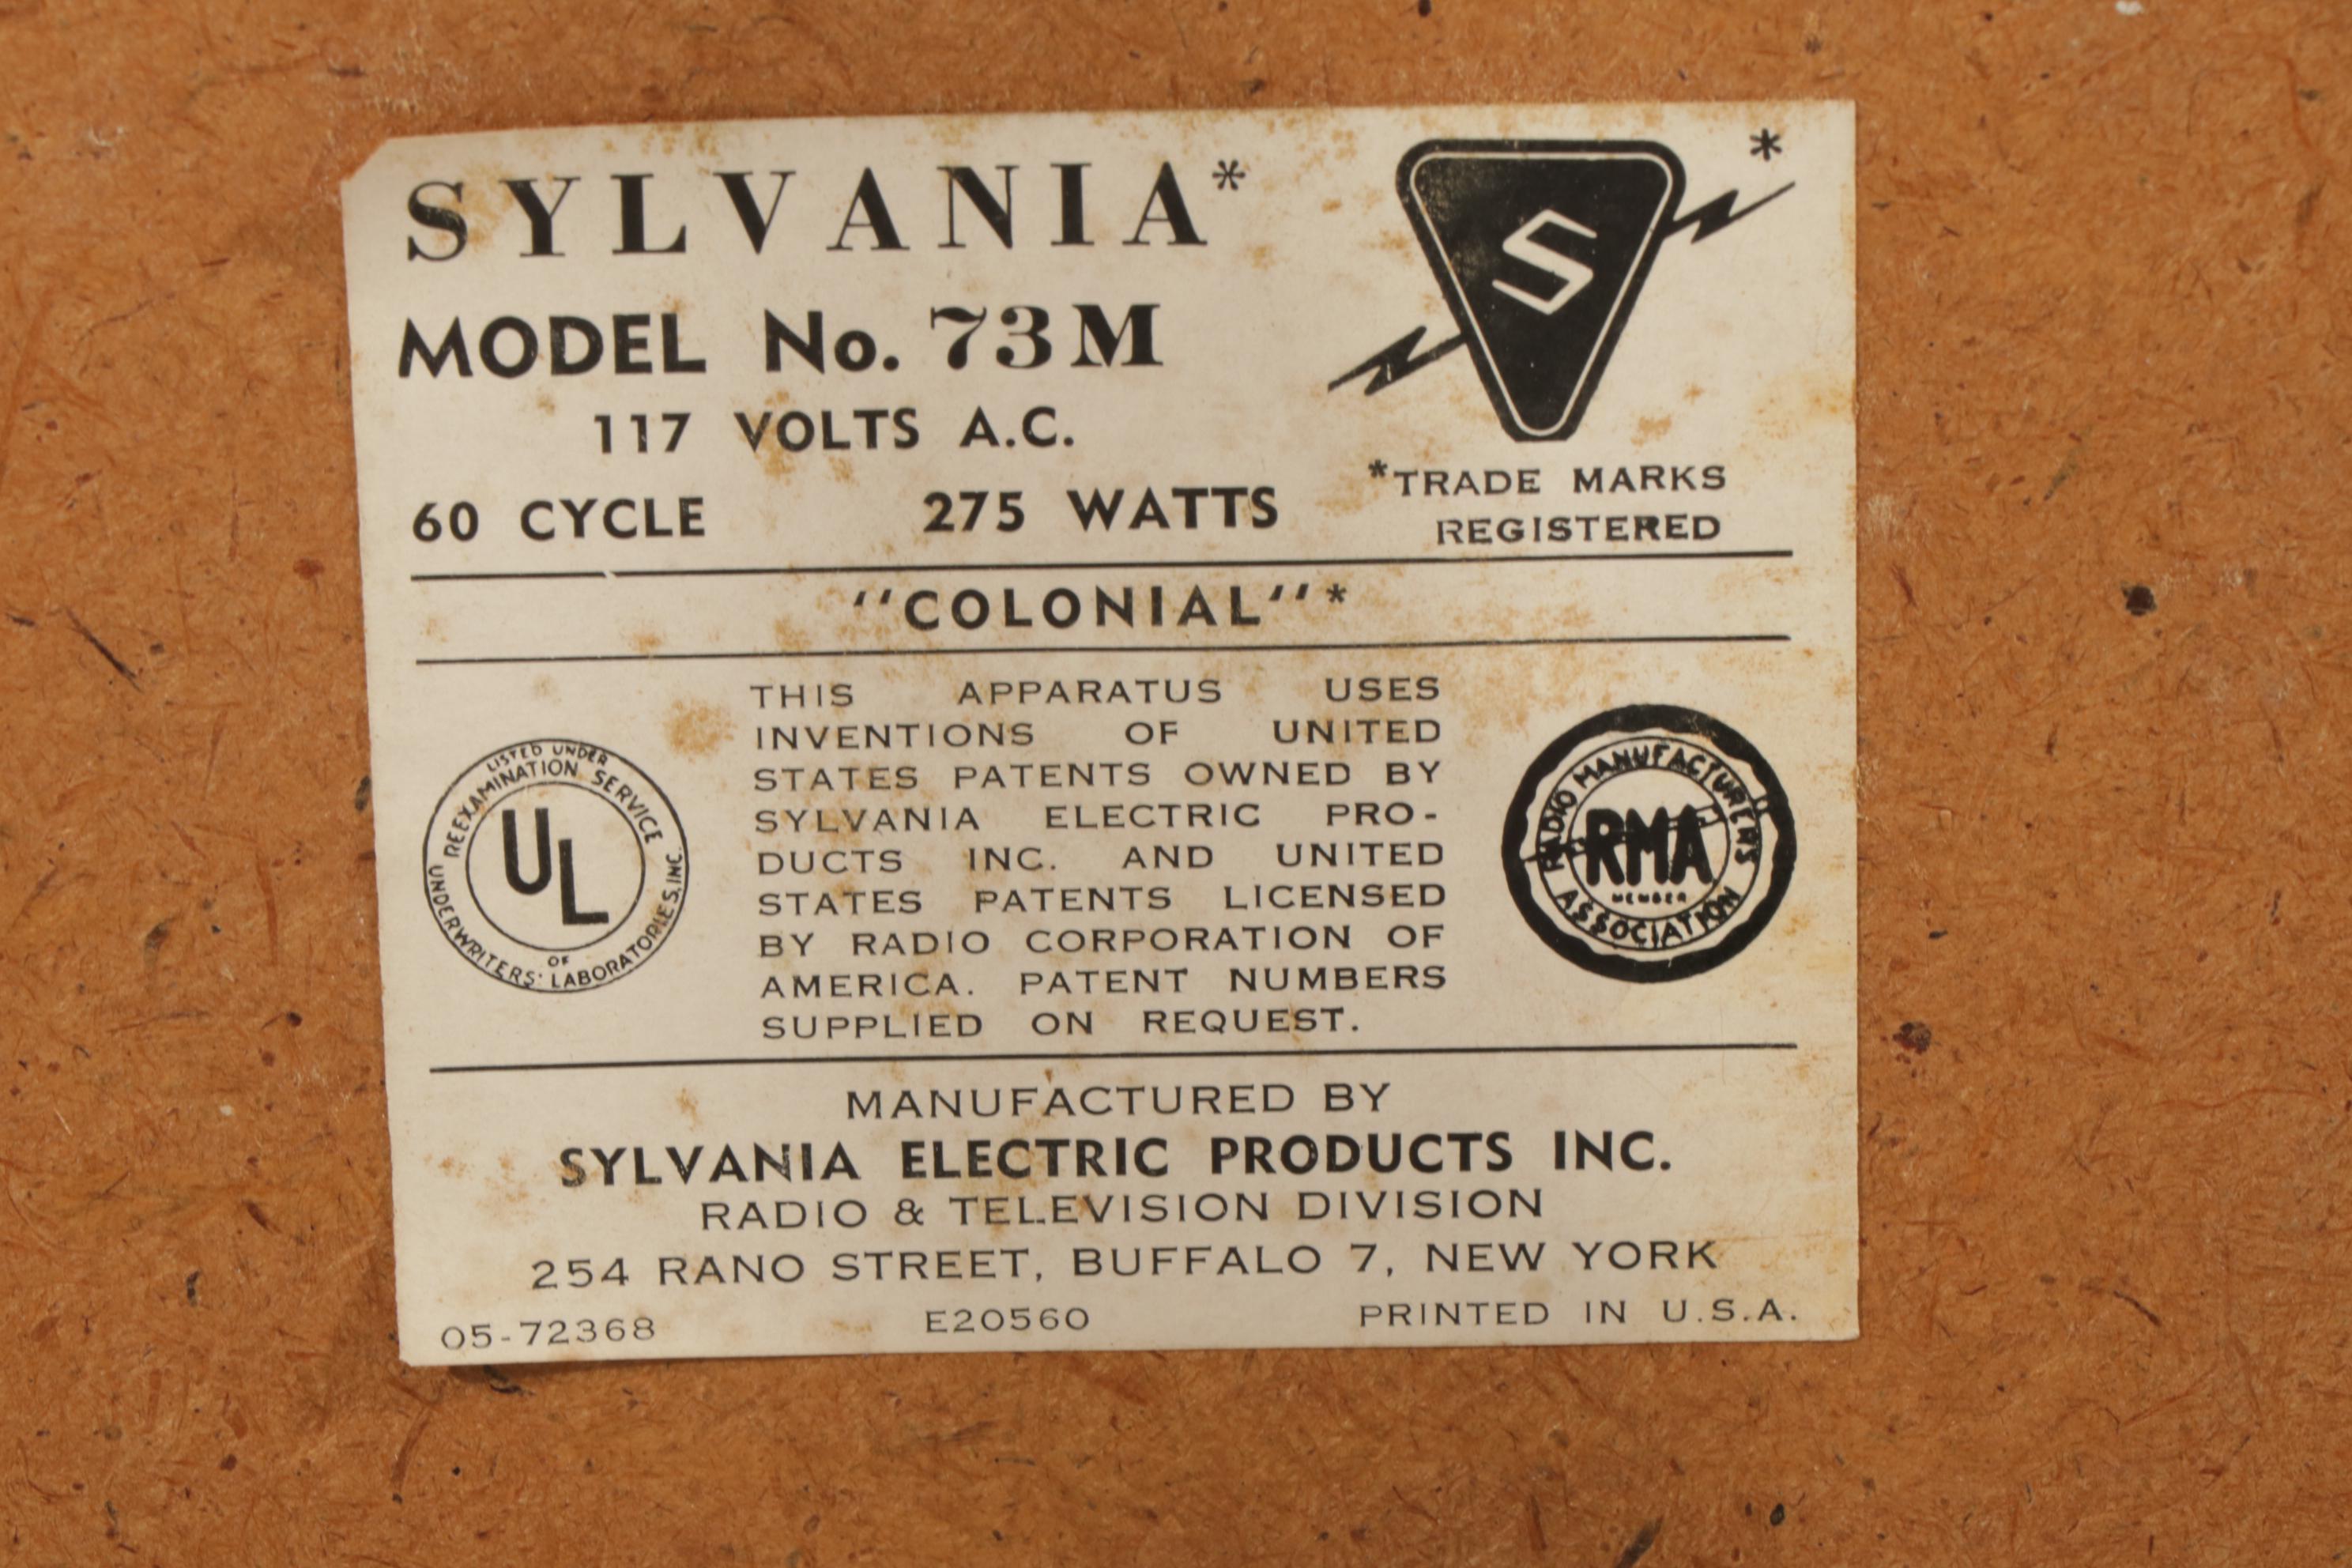 SYLVANIA*
MODEL No. 73M
117 VOLTS A.C.
60 CYCLE 275 WATTS
S
*
*TRADE MARKS
REGISTERED
"COLONIAL"*
LISTED UNDER
REEXAMINATION SERVICE
UL
OF
UNDERWRITERS' LABORATORIES, INC.
THIS APPARATUS USES
INVENTIONS OF UNITED
STATES PATENTS OWNED BY
SYLVANIA ELECTRIC PRO-
DUCTS INC. AND UNITED
STATES PATENTS LICENSED
BY RADIO CORPORATION OF
AMERICA. PATENT NUMBERS
SUPPLIED ON REQUEST.
RADIO MANUFACTURERS
RMA
MEMBER
ASSOCIATION
MANUFACTURED BY
SYLVANIA ELECTRIC PRODUCTS INC.
RADIO & TELEVISION DIVISION
254 RANO STREET, BUFFALO 7, NEW YORK
05-72368 E20560 PRINTED IN U.S.A.